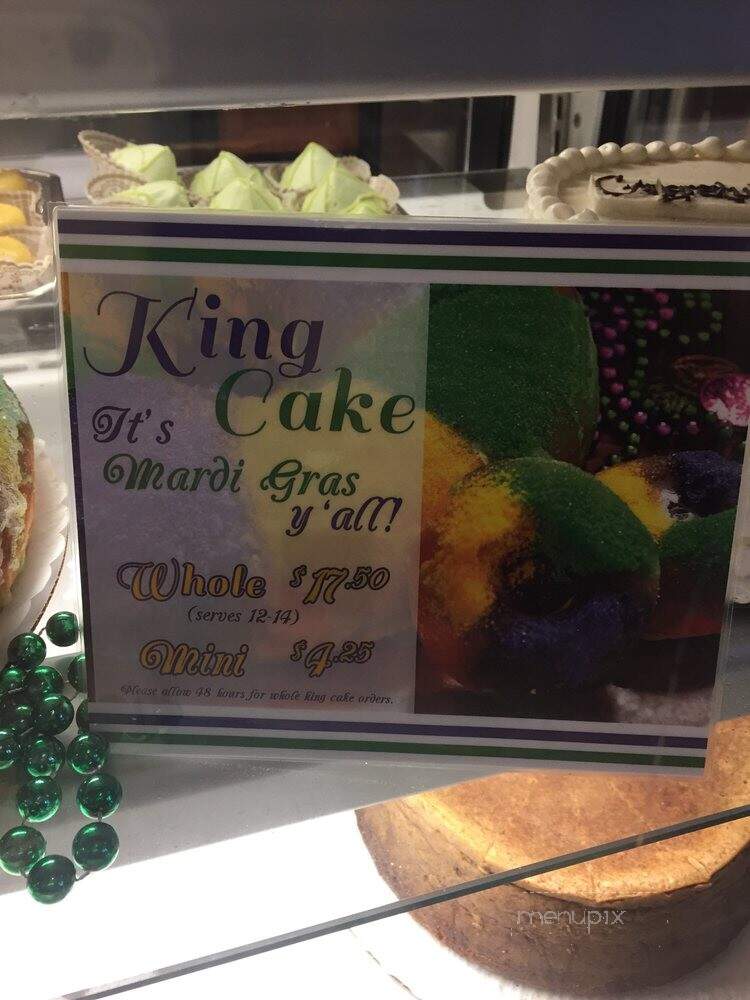 King
Cake
It's
Mardi Gras
y 'all!
Whole $17.50
(serves 12-14)
Mini $4.25
Please allow 48 hours for whole king cake orders.
menupix